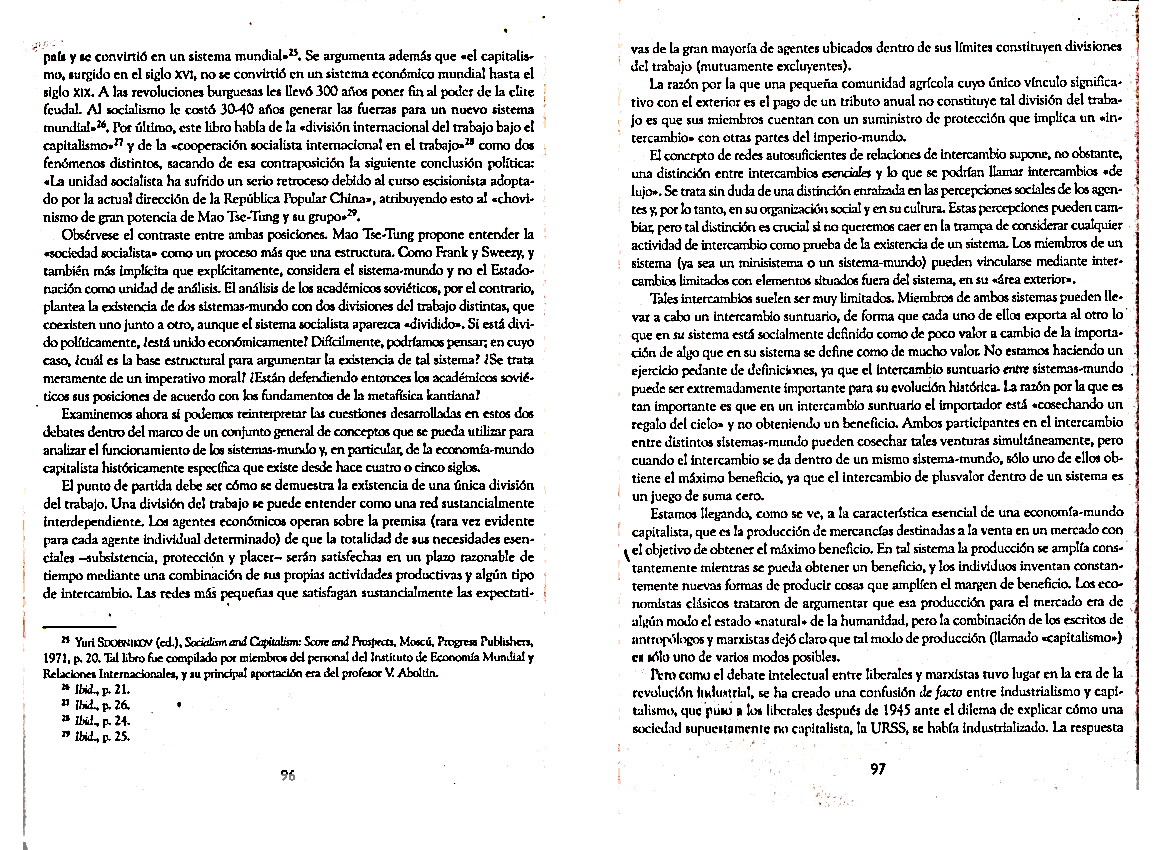 país y se convirtió en un sistema mundial»²⁵. Se argumenta además que «el capitalis-
mo, surgido en el siglo XVI, no se convirtió en un sistema económico mundial hasta el
siglo XIX. A las revoluciones burguesas les llevó 300 años poner fin al poder de la elite
feudal. Al socialismo le costó 30-40 años generar las fuerzas para un nuevo sistema
mundial»²⁶. Por último, este libro habla de la «división internacional del trabajo bajo el
capitalismo»²⁷ y de la «cooperación socialista internacional en el trabajo»²⁸ como dos
fenómenos distintos, sacando de esa contraposición la siguiente conclusión política:
«La unidad socialista ha sufrido un serio retroceso debido al curso escisionista adopta-
do por la actual dirección de la República Popular China», atribuyendo esto al «chovi-
nismo de gran potencia de Mao Tse-Tung y su grupo»²⁹.
Obsérvese el contraste entre ambas posiciones. Mao Tse-Tung propone entender la
«sociedad socialista» como un proceso más que una estructura. Como Frank y Sweezy, y
también más implícita que explícitamente, considera el sistema-mundo y no el Estado-
nación como unidad de análisis. El análisis de los académicos soviéticos, por el contrario,
plantea la existencia de dos sistemas-mundo con dos divisiones del trabajo distintas, que
coexisten uno junto a otro, aunque el sistema socialista aparezca «dividido». Si está divi-
do políticamente, ¿está unido económicamente? Difícilmente, podríamos pensar; en cuyo
caso, ¿cuál es la base estructural para argumentar la existencia de tal sistema? ¿Se trata
meramente de un imperativo moral? ¿Están defendiendo entonces los académicos sovié-
ticos sus posiciones de acuerdo con los fundamentos de la metafísica kantiana?
Examinemos ahora si podemos reinterpretar las cuestiones desarrolladas en estos dos
debates dentro del marco de un conjunto general de conceptos que se pueda utilizar para
analizar el funcionamiento de los sistemas-mundo y, en particular, de la economía-mundo
capitalista históricamente específica que existe desde hace cuatro o cinco siglos.
El punto de partida debe ser cómo se demuestra la existencia de una única división
del trabajo. Una división del trabajo se puede entender como una red sustancialmente
interdependiente. Los agentes económicos operan sobre la premisa (rara vez evidente
para cada agente individual determinado) de que la totalidad de sus necesidades esen-
ciales –subsistencia, protección y placer– serán satisfechas en un plazo razonable de
tiempo mediante una combinación de sus propias actividades productivas y algún tipo
de intercambio. Las redes más pequeñas que satisfagan sustancialmente las expectati-
²⁵ Yuri SDOBNIKOV (ed.), Socialism and Capitalism: Score and Prospects, Moscú, Progress Publishers,
1971, p. 20. Tal libro fue compilado por miembros del personal del Instituto de Economía Mundial y
Relaciones Internacionales, y su principal aportación era del profesor V. Aboltin.
²⁶ Ibid., p. 21.
²⁷ Ibid., p. 26.
²⁸ Ibid., p. 24.
²⁹ Ibid., p. 25.
96
vas de la gran mayoría de agentes ubicados dentro de sus límites constituyen divisiones
del trabajo (mutuamente excluyentes).
La razón por la que una pequeña comunidad agrícola cuyo único vínculo significa-
tivo con el exterior es el pago de un tributo anual no constituye tal división del traba-
jo es que sus miembros cuentan con un suministro de protección que implica un «in-
tercambio» con otras partes del imperio-mundo.
El concepto de redes autosuficientes de relaciones de intercambio supone, no obstante,
una distinción entre intercambios esenciales y lo que se podrían llamar intercambios «de
lujo». Se trata sin duda de una distinción enraizada en las percepciones sociales de los agen-
tes y, por lo tanto, en su organización social y en su cultura. Estas percepciones pueden cam-
biar, pero tal distinción es crucial si no queremos caer en la trampa de considerar cualquier
actividad de intercambio como prueba de la existencia de un sistema. Los miembros de un
sistema (ya sea un minisistema o un sistema-mundo) pueden vincularse mediante inter-
cambios limitados con elementos situados fuera del sistema, en su «área exterior».
Tales intercambios suelen ser muy limitados. Miembros de ambos sistemas pueden lle-
var a cabo un intercambio suntuario, de forma que cada uno de ellos exporta al otro lo
que en su sistema está socialmente definido como de poco valor a cambio de la importa-
ción de algo que en su sistema se define como de mucho valor. No estamos haciendo un
ejercicio pedante de definiciones, ya que el intercambio suntuario entre sistemas-mundo
puede ser extremadamente importante para su evolución histórica. La razón por la que es
tan importante es que en un intercambio suntuario el importador está «cosechando un
regalo del cielo» y no obteniendo un beneficio. Ambos participantes en el intercambio
entre distintos sistemas-mundo pueden cosechar tales venturas simultáneamente, pero
cuando el intercambio se da dentro de un mismo sistema-mundo, sólo uno de ellos ob-
tiene el máximo beneficio, ya que el intercambio de plusvalor dentro de un sistema es
un juego de suma cero.
Estamos llegando, como se ve, a la característica esencial de una economía-mundo
capitalista, que es la producción de mercancías destinadas a la venta en un mercado con
el objetivo de obtener el máximo beneficio. En tal sistema la producción se amplía cons-
tantemente mientras se pueda obtener un beneficio, y los individuos inventan constan-
temente nuevas formas de producir cosas que amplíen el margen de beneficio. Los eco-
nomistas clásicos trataron de argumentar que esa producción para el mercado era de
algún modo el estado «natural» de la humanidad, pero la combinación de los escritos de
antropólogos y marxistas dejó claro que tal modo de producción (llamado «capitalismo»)
es sólo uno de varios modos posibles.
Pero como el debate intelectual entre liberales y marxistas tuvo lugar en la era de la
revolución industrial, se ha creado una confusión de facto entre industrialismo y capi-
talismo, que puso a los liberales después de 1945 ante el dilema de explicar cómo una
sociedad supuestamente no capitalista, la URSS, se había industrializado. La respuesta
97